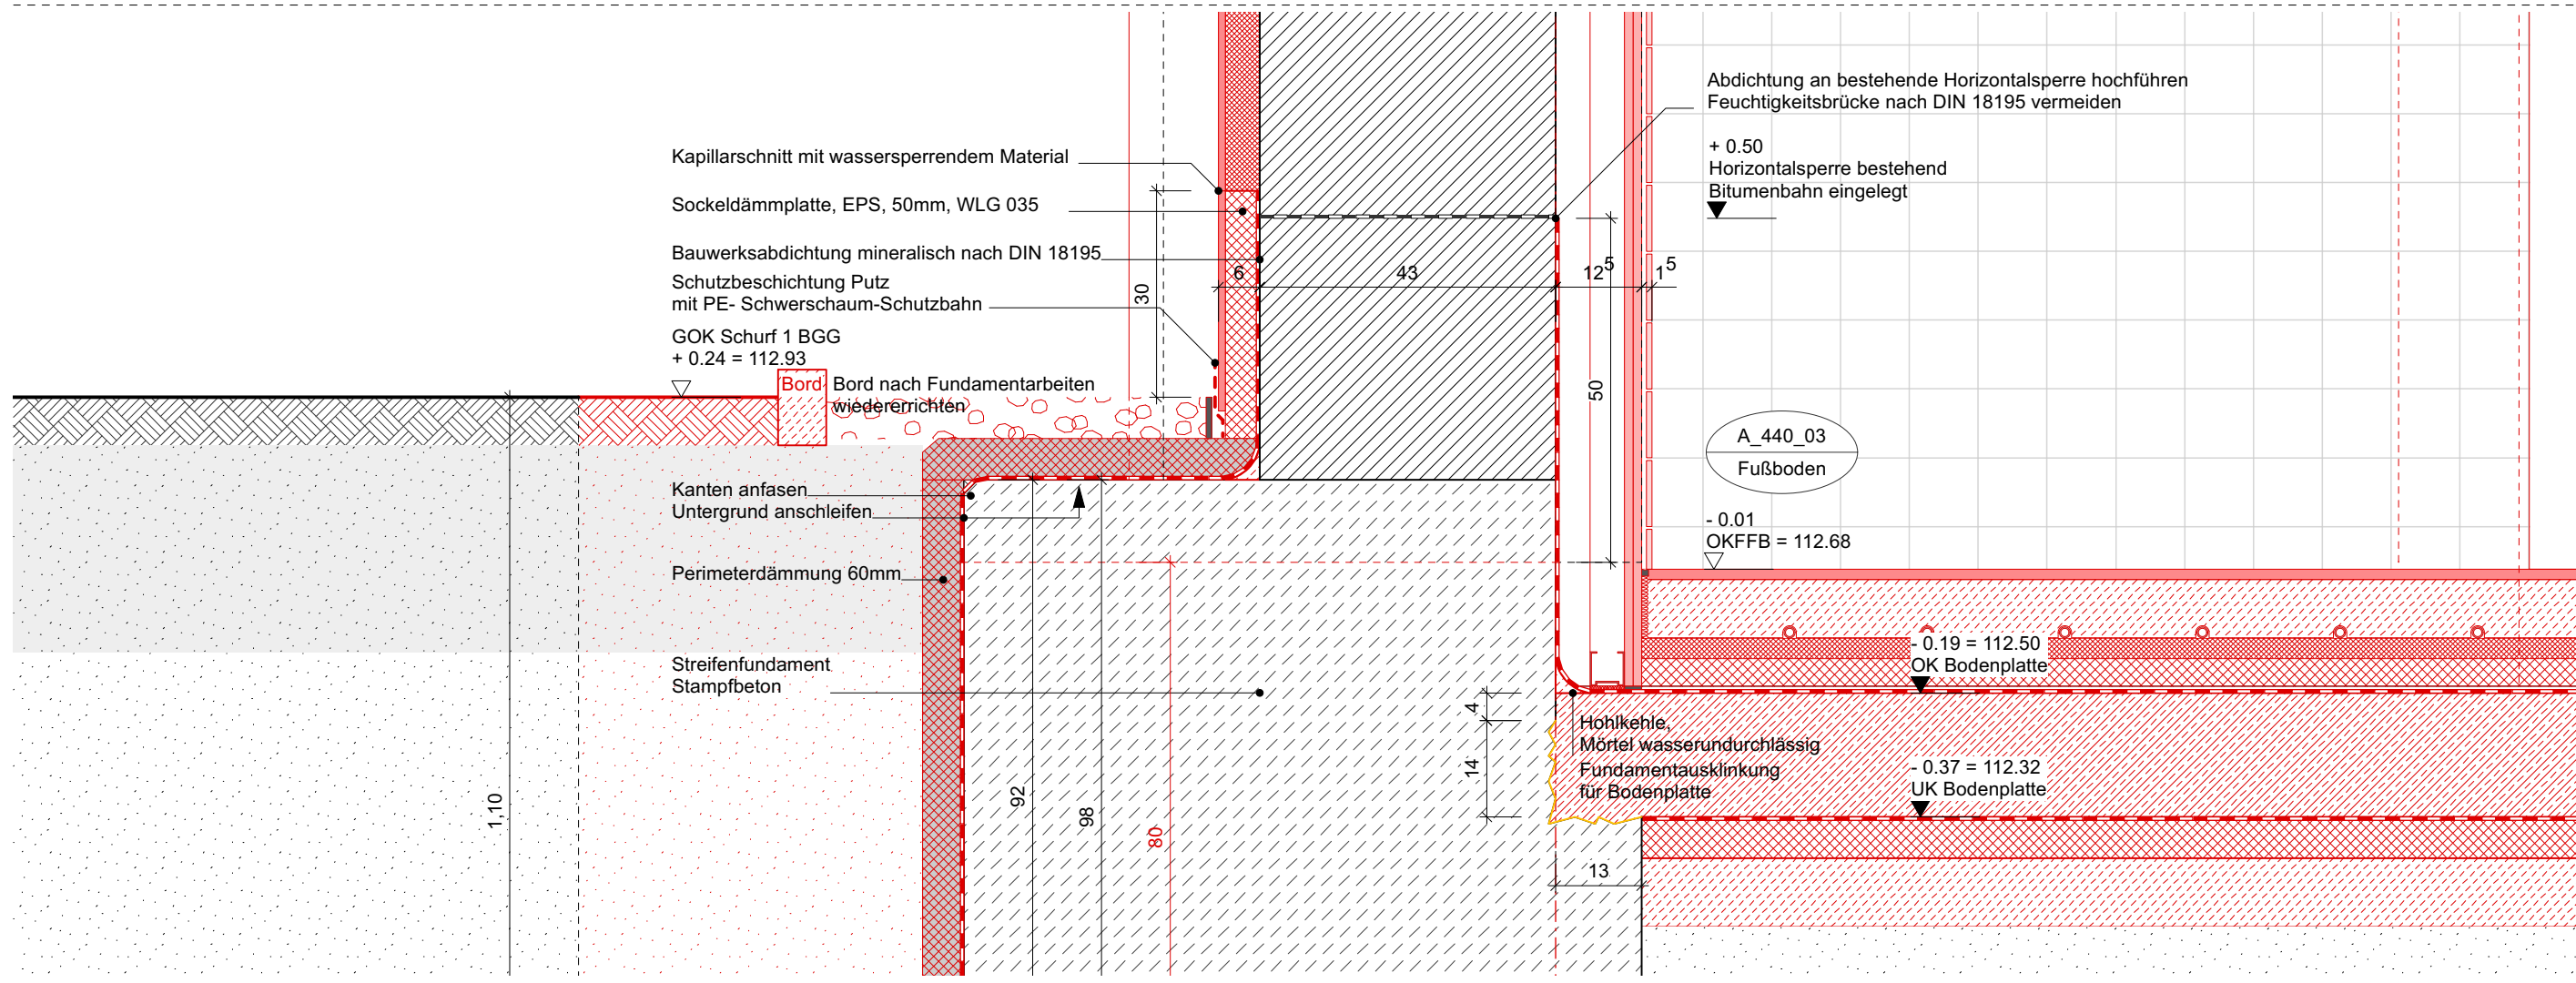 Abdichtung an bestehende Horizontalsperre hochführen
Feuchtigkeitsbrücke nach DIN 18195 vermeiden
+ 0.50
Horizontalsperre bestehend
Bitumenbahn eingelegt
Kapillarschnitt mit wassersperrendem Material
Sockeldämmplatte, EPS, 50mm, WLG 035
Bauwerksabdichtung mineralisch nach DIN 18195
Schutzbeschichtung Putz
mit PE- Schwerschaum-Schutzbahn
GOK Schurf 1 BGG
+ 0.24 = 112.93
Bord
Bord nach Fundamentarbeiten
wiedererrichten
30
6
43
12⁵
1⁵
50
A_440_03
Fußboden
- 0.01
OKFFB = 112.68
Kanten anfasen
Untergrund anschleifen
Perimeterdämmung 60mm
Streifenfundament
Stampfbeton
- 0.19 = 112.50
OK Bodenplatte
4
14
Hohlkehle,
Mörtel wasserundurchlässig
Fundamentausklinkung
für Bodenplatte
- 0.37 = 112.32
UK Bodenplatte
1,10
92
98
80
13